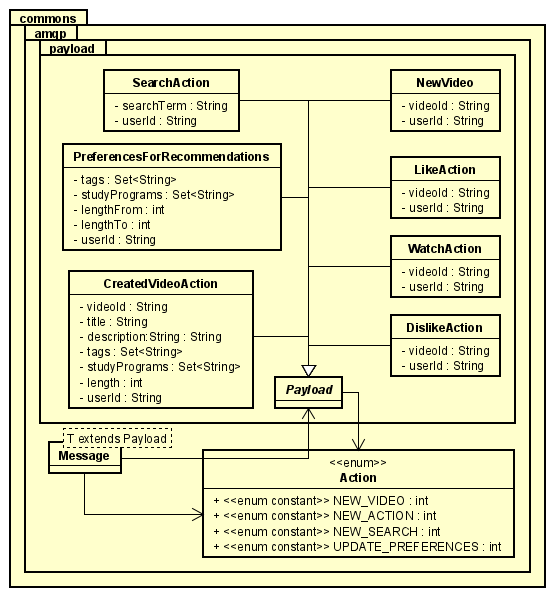 commons
amqp
payload
SearchAction
- searchTerm : String
- userId : String
NewVideo
- videoId : String
- userId : String
PreferencesForRecommendations
- tags : Set<String>
- studyPrograms : Set<String>
- lengthFrom : int
- lengthTo : int
- userId : String
LikeAction
- videoId : String
- userId : String
WatchAction
- videoId : String
- userId : String
CreatedVideoAction
- videoId : String
- title : String
- description:String : String
- tags : Set<String>
- studyPrograms : Set<String>
- length : int
- userId : String
DislikeAction
- videoId : String
- userId : String
Payload
T extends Payload
Message
<<enum>>
Action
+ <<enum constant>> NEW_VIDEO : int
+ <<enum constant>> NEW_ACTION : int
+ <<enum constant>> NEW_SEARCH : int
+ <<enum constant>> UPDATE_PREFERENCES : int